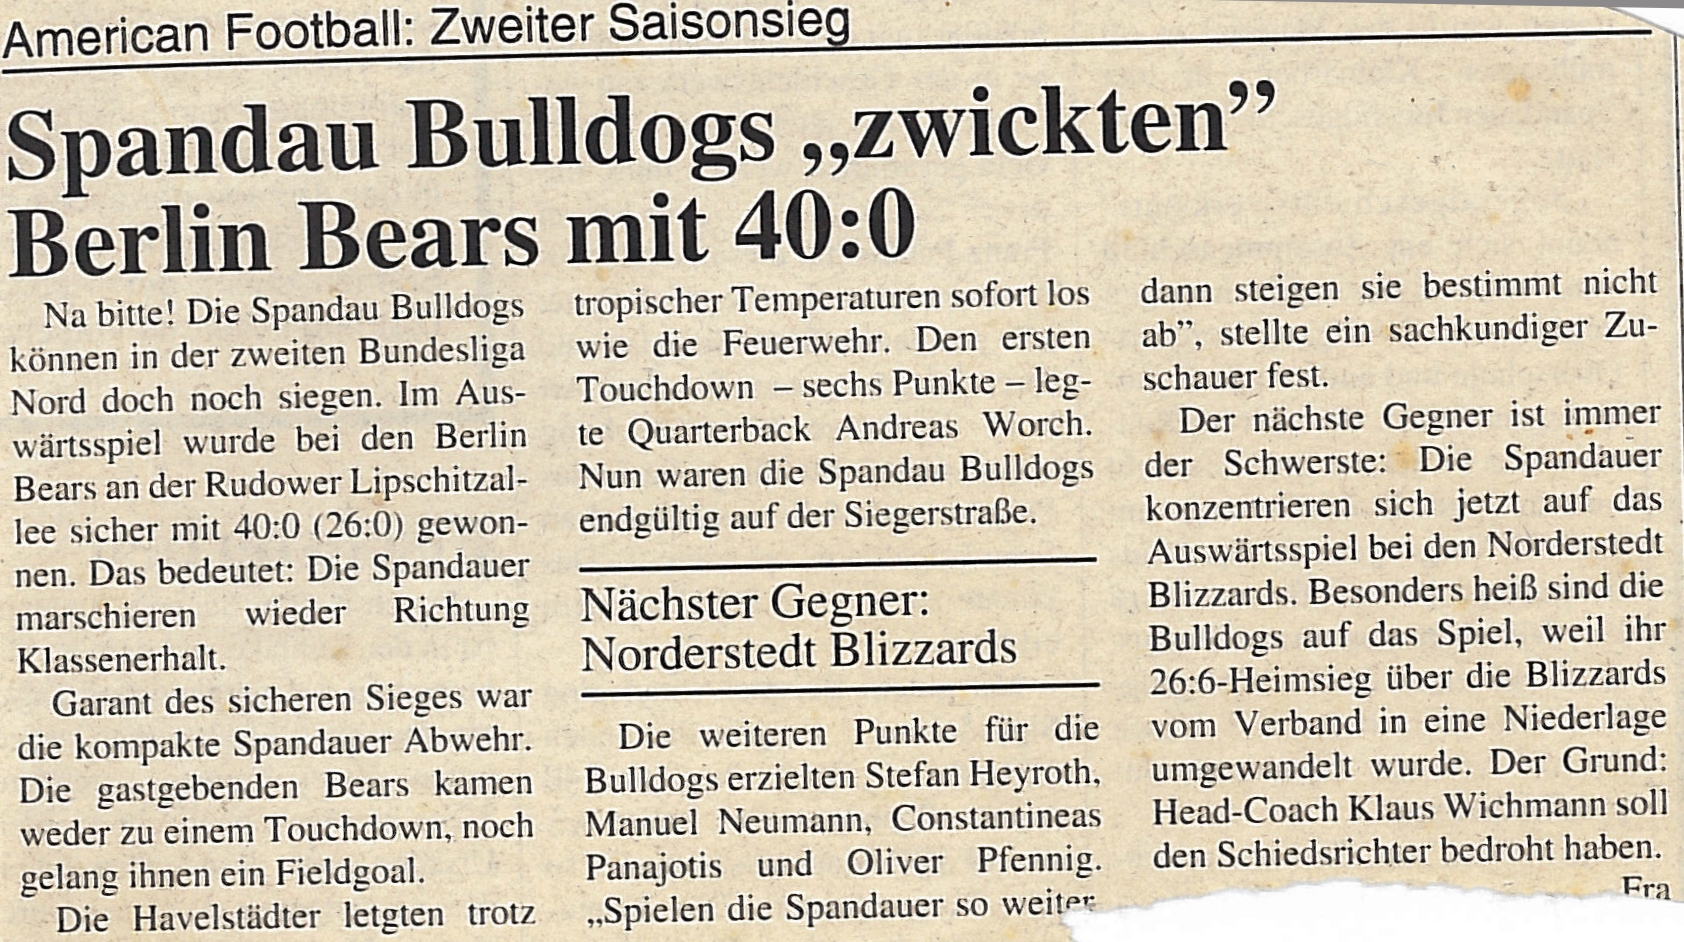 American Football: Zweiter Saisonsieg
Spandau Bulldogs „zwickten”
Berlin Bears mit 40:0
Na bitte! Die Spandau Bulldogs
können in der zweiten Bundesliga
Nord doch noch siegen. Im Aus-
wärtsspiel wurde bei den Berlin
Bears an der Rudower Lipschitzal-
lee sicher mit 40:0 (26:0) gewon-
nen. Das bedeutet: Die Spandauer
marschieren wieder Richtung
Klassenerhalt.
Garant des sicheren Sieges war
die kompakte Spandauer Abwehr.
Die gastgebenden Bears kamen
weder zu einem Touchdown, noch
gelang ihnen ein Fieldgoal.
Die Havelstädter letgten trotz
tropischer Temperaturen sofort los
wie die Feuerwehr. Den ersten
Touchdown – sechs Punkte – leg-
te Quarterback Andreas Worch.
Nun waren die Spandau Bulldogs
endgültig auf der Siegerstraße.
Nächster Gegner:
Norderstedt Blizzards
Die weiteren Punkte für die
Bulldogs erzielten Stefan Heyroth,
Manuel Neumann, Constantineas
Panajotis und Oliver Pfennig.
„Spielen die Spandauer so weiter
dann steigen sie bestimmt nicht
ab”, stellte ein sachkundiger Zu-
schauer fest.
Der nächste Gegner ist immer
der Schwerste: Die Spandauer
konzentrieren sich jetzt auf das
Auswärtsspiel bei den Norderstedt
Blizzards. Besonders heiß sind die
Bulldogs auf das Spiel, weil ihr
26:6-Heimsieg über die Blizzards
vom Verband in eine Niederlage
umgewandelt wurde. Der Grund:
Head-Coach Klaus Wichmann soll
den Schiedsrichter bedroht haben.
Fra